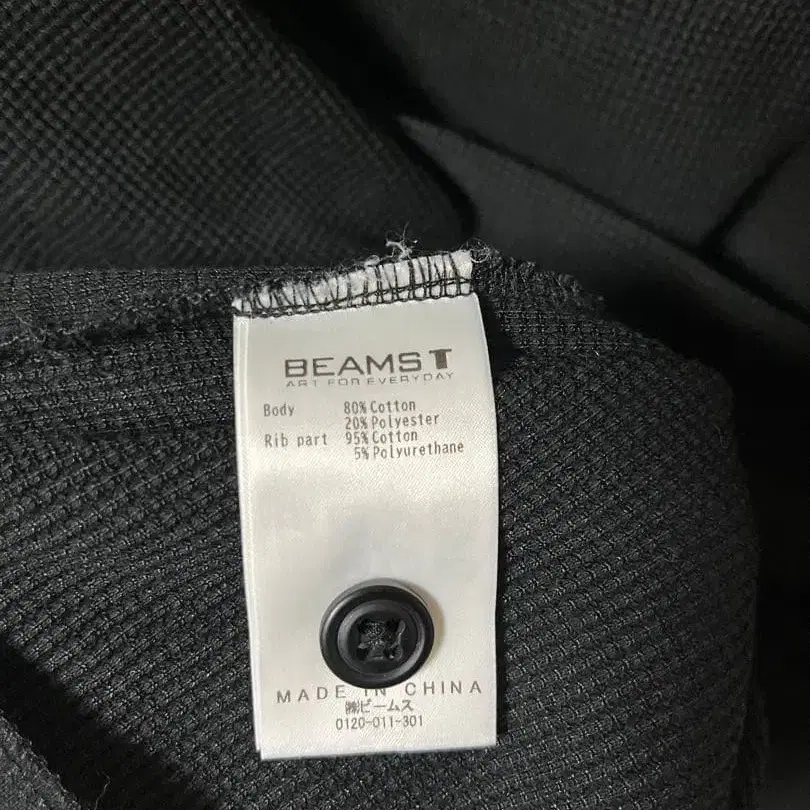 BEAMS T
ART FOR EVERYDAY
Body 80% Cotton
20% Polyester
Rib part 95% Cotton
5% Polyurethane
MADE IN CHINA
㈱ビームス
0120-011-301